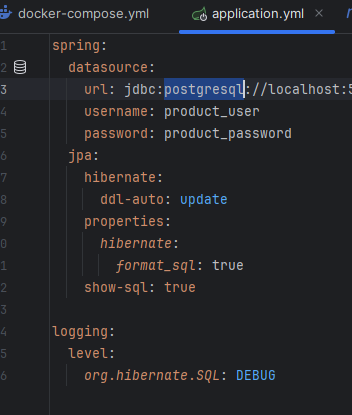 docker-compose.yml application.yml
1 spring:
2 datasource:
3 url: jdbc:postgresql://localhost:5
4 username: product_user
5 password: product_password
6 jpa:
7 hibernate:
8 ddl-auto: update
9 properties:
0 hibernate:
1 format_sql: true
2 show-sql: true
3
4 logging:
5 level:
6 org.hibernate.SQL: DEBUG